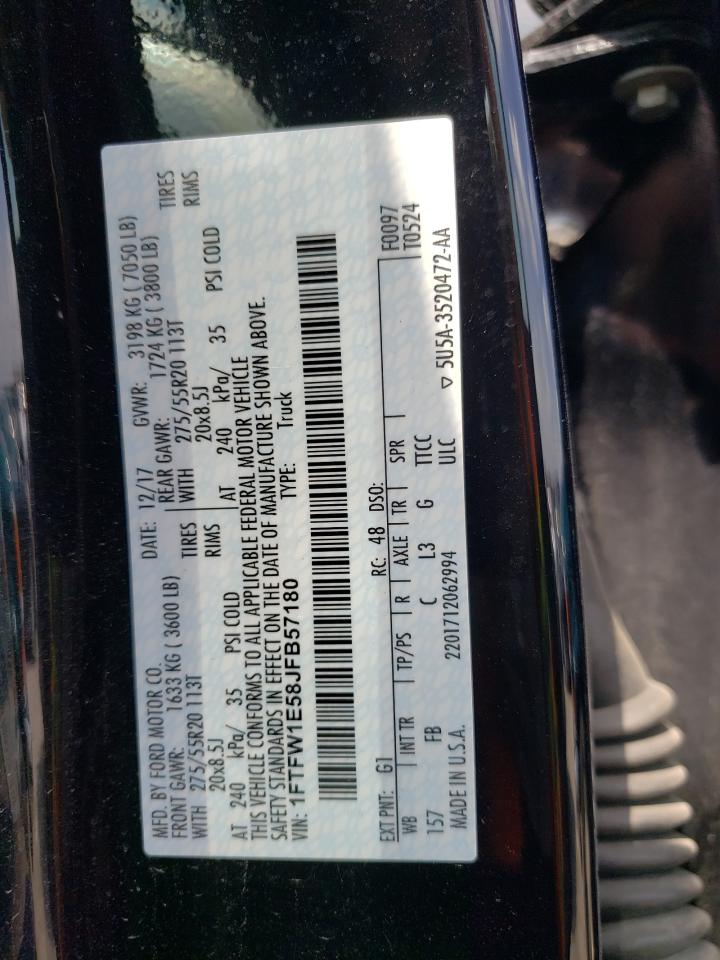 MFD. BY FORD MOTOR CO.
DATE: 12/17 GVWR: 3198 KG ( 7050 LB)
FRONT GAWR: 1633 KG ( 3600 LB) REAR GAWR: 1724 KG ( 3800 LB)
WITH 275/55R20 113T TIRES WITH 275/55R20 113T TIRES
20x8.5J RIMS 20x8.5J RIMS
AT 240 kPa/ 35 PSI COLD AT 240 kPa/ 35 PSI COLD
THIS VEHICLE CONFORMS TO ALL APPLICABLE FEDERAL MOTOR VEHICLE
SAFETY STANDARDS IN EFFECT ON THE DATE OF MANUFACTURE SHOWN ABOVE.
VIN: 1FTFW1E58JFB57180 TYPE: Truck
EXT PNT: G1 RC: 48 DSO: F0097
WB INT TR TP/PS R AXLE TR SPR T0524
157 FB C L3 G TTCC
ULC
MADE IN U.S.A. 2201712062994 ▽ 5U5A-3520472-AA